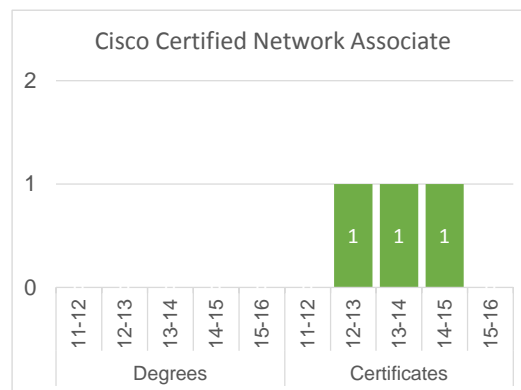 Cisco Certified Network Associate
2
1
0
1 1 1
11-12 12-13 13-14 14-15 15-16 11-12 12-13 13-14 14-15 15-16
Degrees Certificates